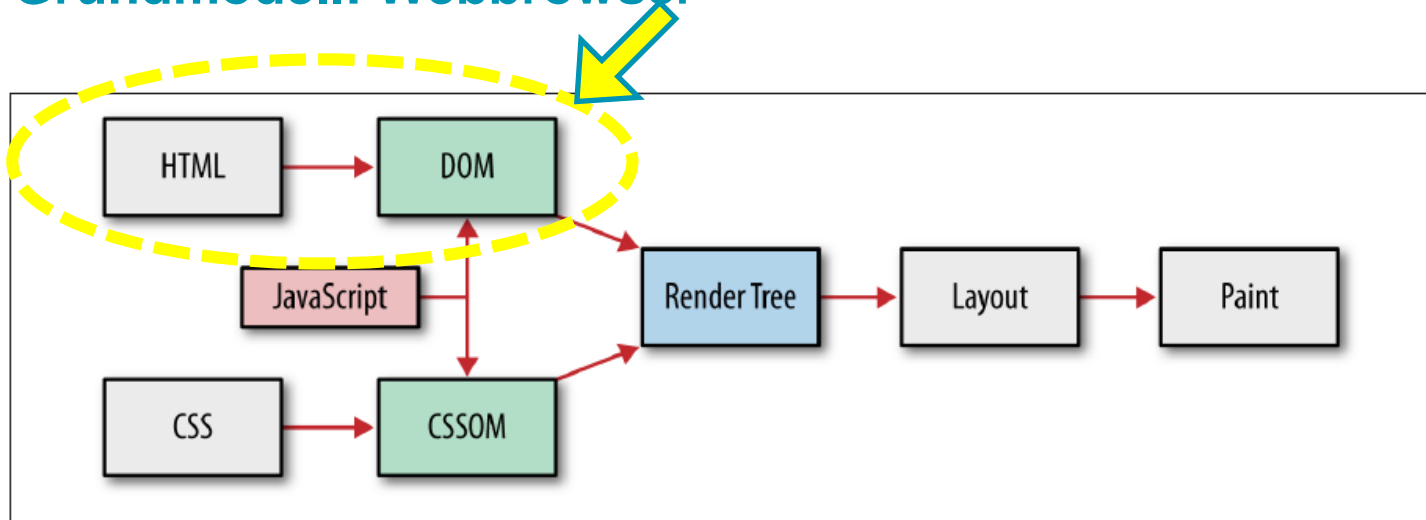 HTML
DOM
JavaScript
Render Tree
Layout
Paint
CSS
CSSOM